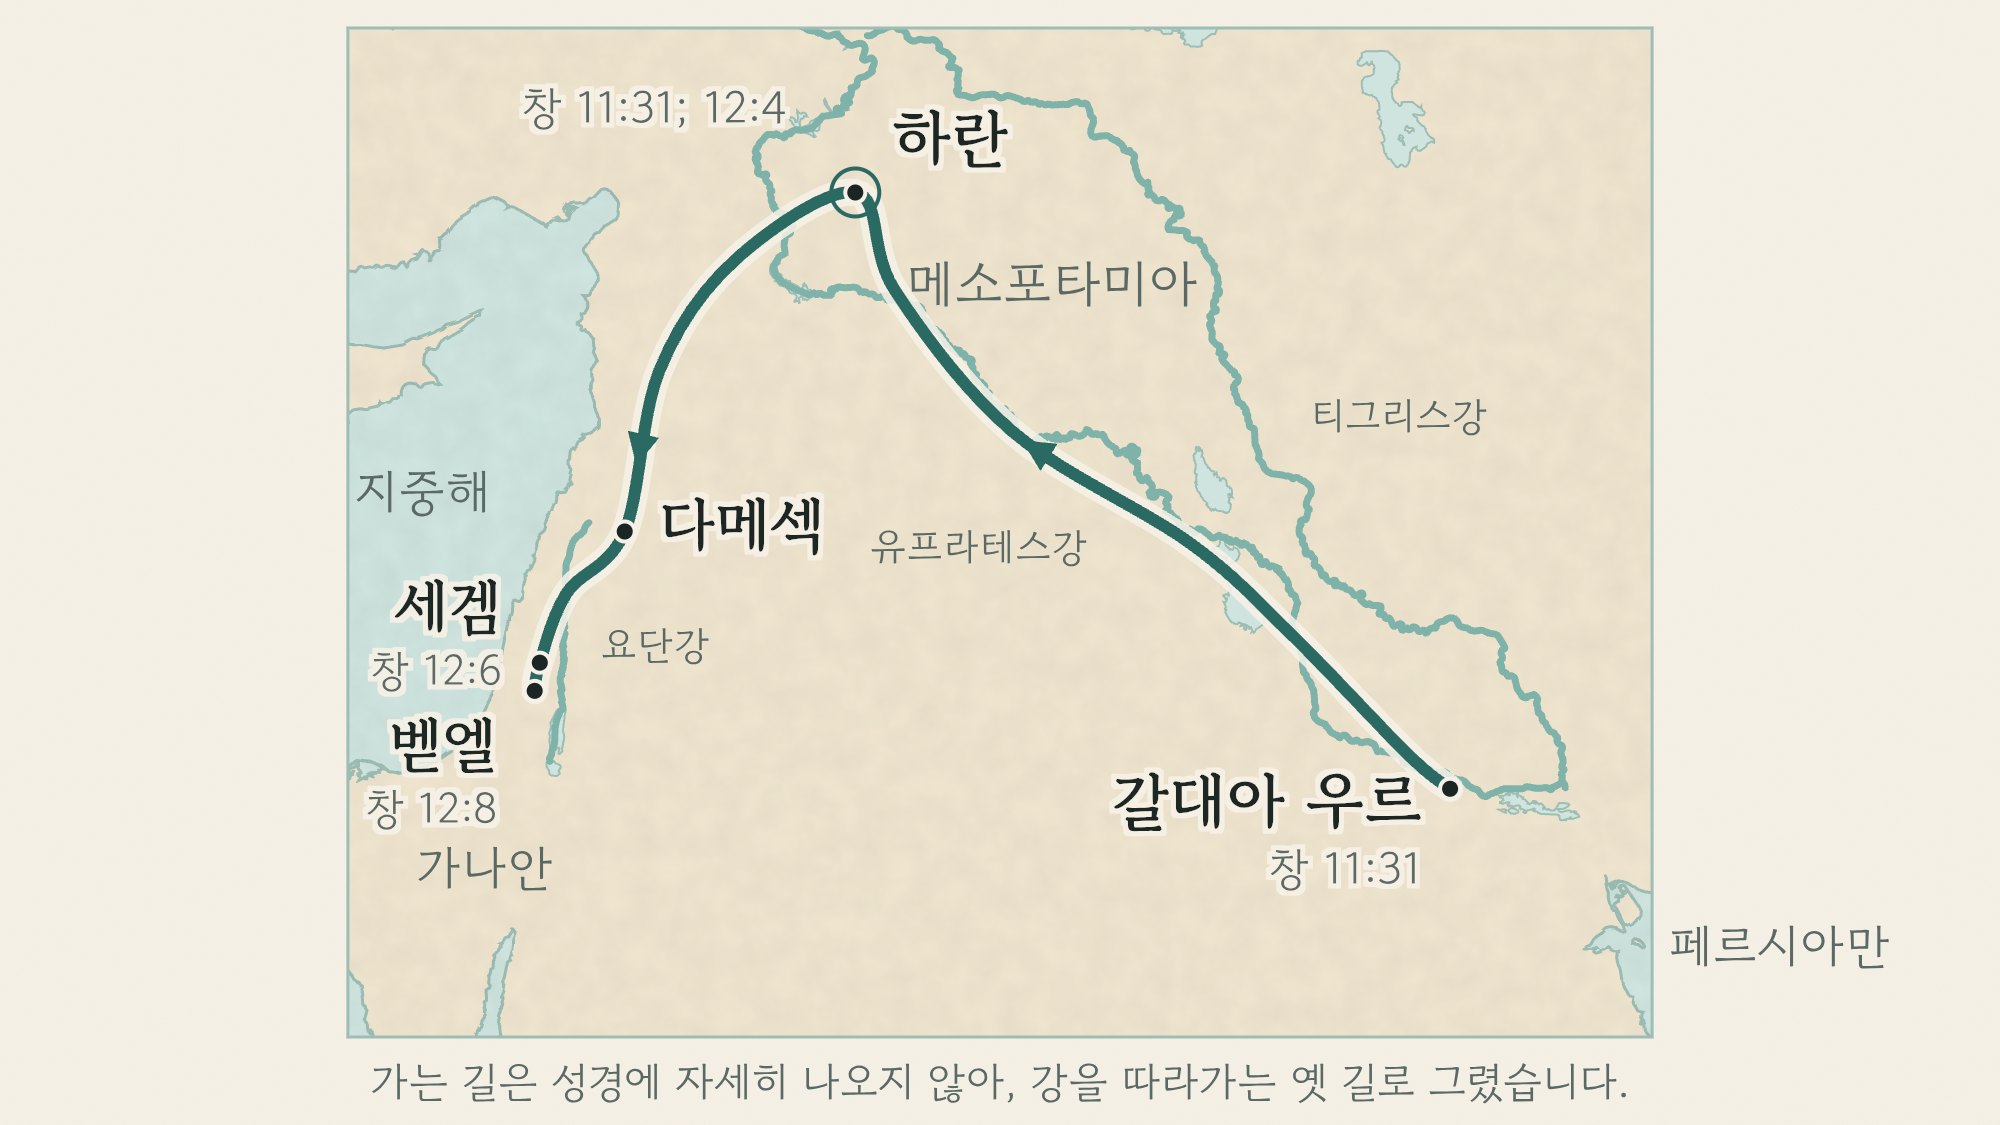 창 11:31; 12:4
하란
메소포타미아
티그리스강
지중해
다메섹
유프라테스강
세겜
창 12:6
요단강
벧엘
창 12:8
갈대아 우르
창 11:31
가나안
페르시아만
가는 길은 성경에 자세히 나오지 않아, 강을 따라가는 옛 길로 그렸습니다.